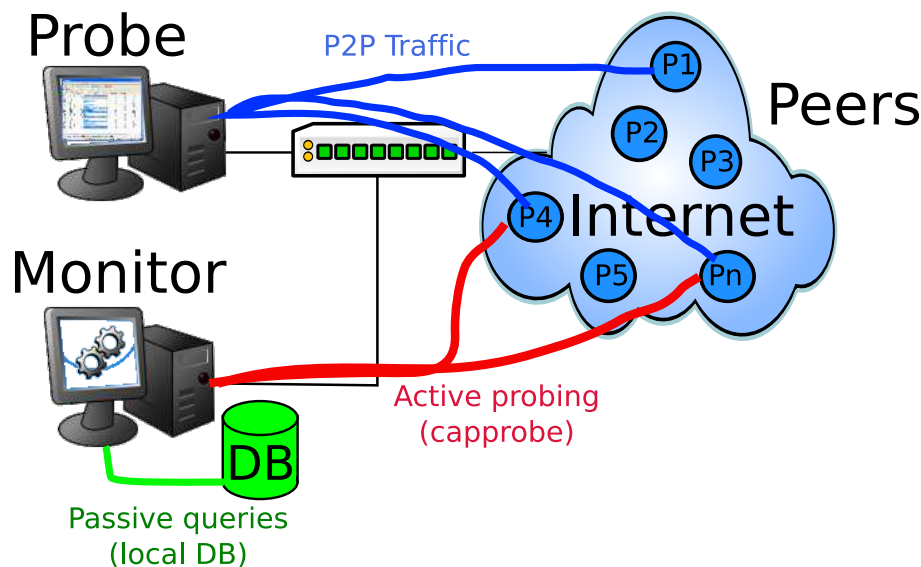 Probe
P2P Traffic
P1
Peers
P2
P3
P4
Internet
Monitor
P5
Pn
Active probing
(capprobe)
DB
Passive queries
(local DB)